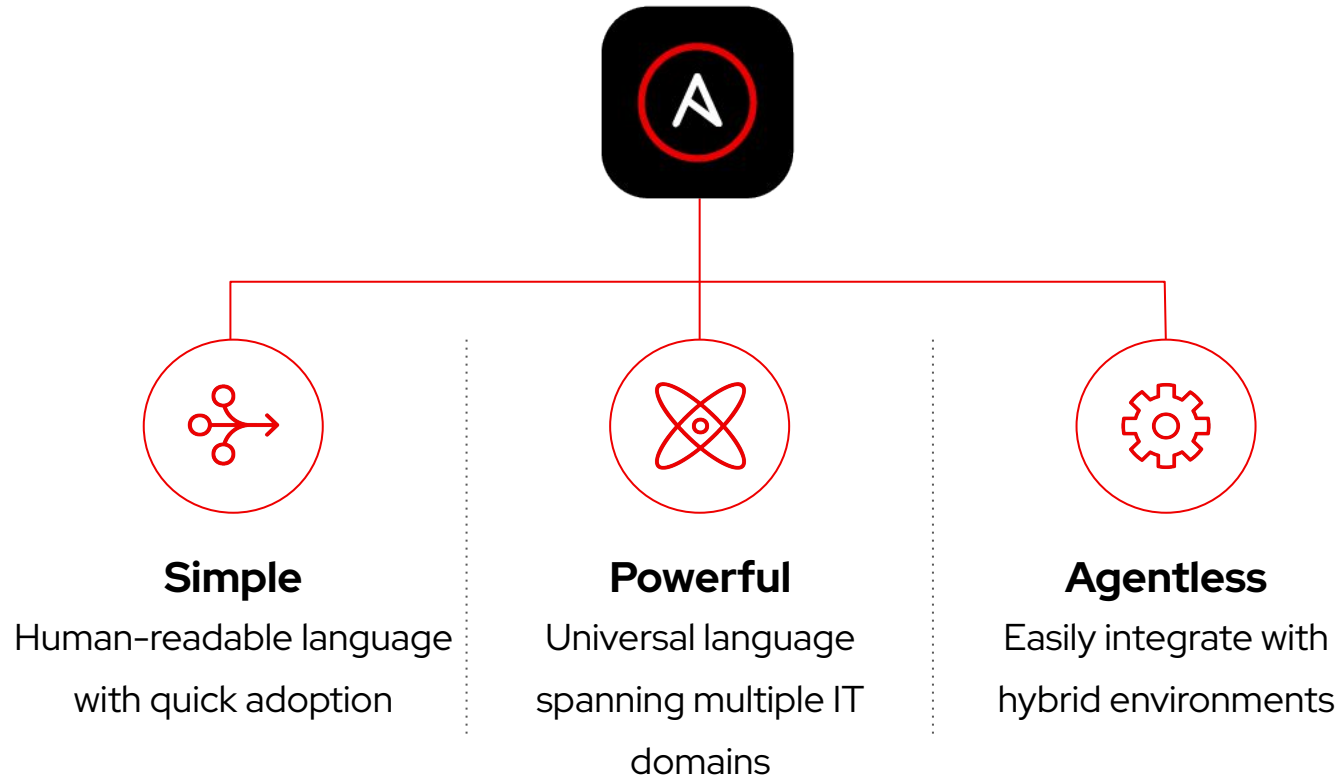 Simple
Human-readable language
with quick adoption
Powerful
Universal language
spanning multiple IT
domains
Agentless
Easily integrate with
hybrid environments